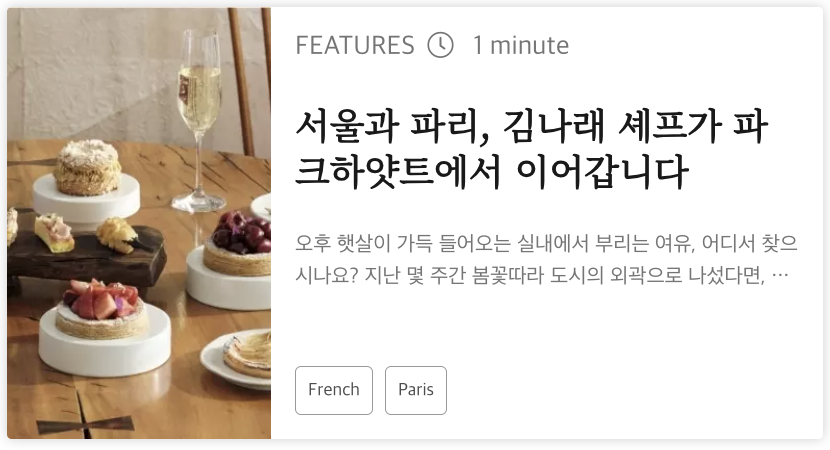 FEATURES 1 minute
서울과 파리, 김나래 셰프가 파
크하얏트에서 이어갑니다
오후 햇살이 가득 들어오는 실내에서 부리는 여유, 어디서 찾으
시나요? 지난 몇 주간 봄꽃따라 도시의 외곽으로 나섰다면, …
French Paris